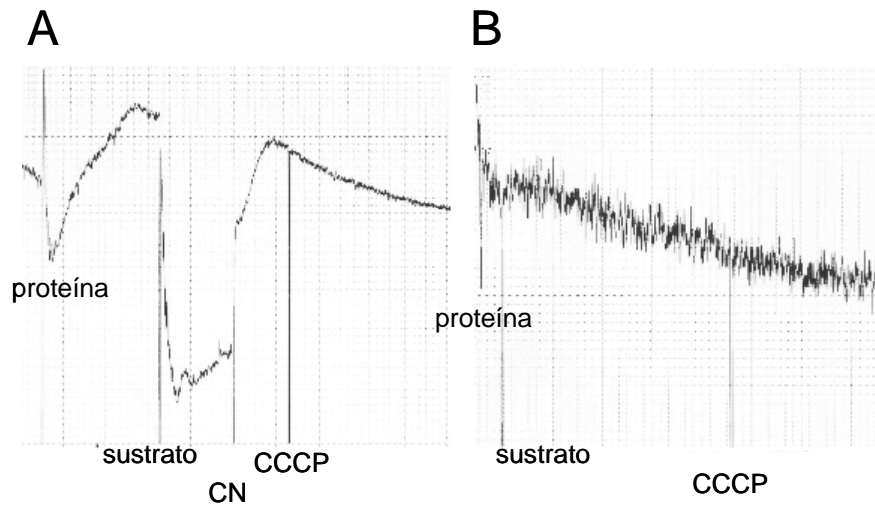 A
B
proteína
proteína
sustrato
CCCP
CN
sustrato
CCCP